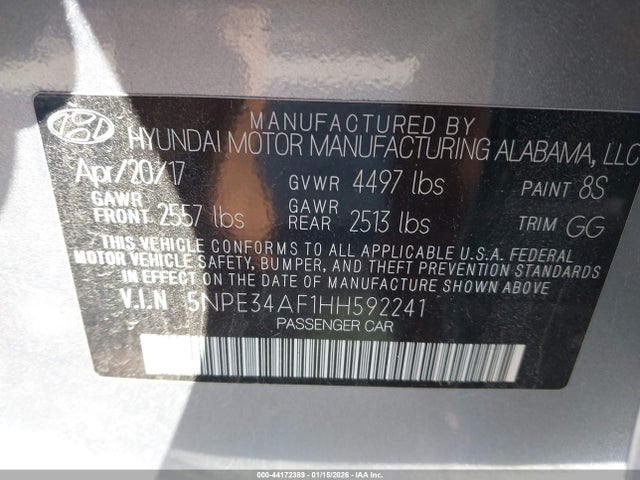 MANUFACTURED BY
HYUNDAI MOTOR MANUFACTURING ALABAMA, LLC
Apr/20/17 GVWR 4497 lbs PAINT 8S
GAWR FRONT 2557 lbs GAWR REAR 2513 lbs TRIM GG
THIS VEHICLE CONFORMS TO ALL APPLICABLE U.S.A. FEDERAL
MOTOR VEHICLE SAFETY, BUMPER, AND THEFT PREVENTION STANDARDS
IN EFFECT ON THE DATE OF MANUFACTURE SHOWN ABOVE.
V.I.N 5NPE34AF1HH592241
PASSENGER CAR
000-44172389 - 01/15/2026 - IAA Inc.